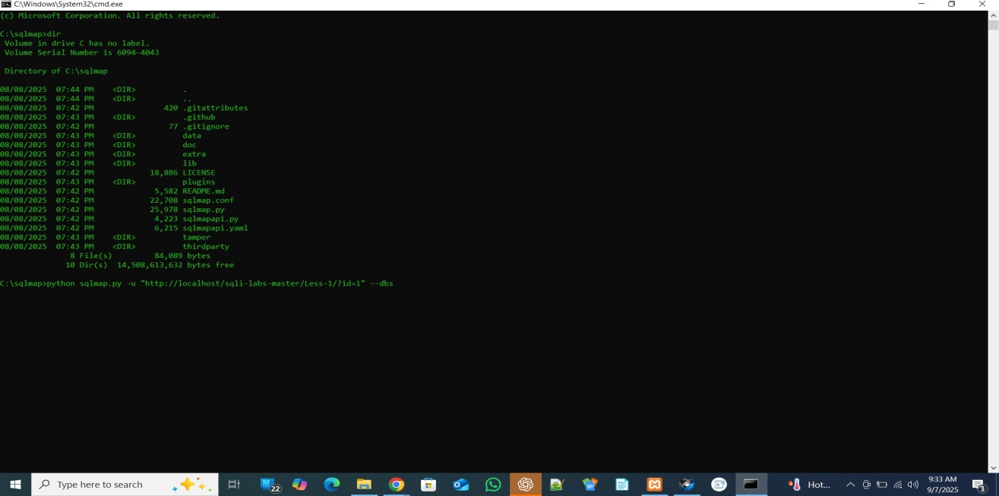 C:\Windows\System32\cmd.exe
(c) Microsoft Corporation. All rights reserved.
C:\sqlmap>dir
Volume in drive C has no label.
Volume Serial Number is 6094-4043
Directory of C:\sqlmap
08/08/2025 07:44 PM <DIR> .
08/08/2025 07:44 PM <DIR> ..
08/08/2025 07:42 PM 420 .gitattributes
08/08/2025 07:43 PM <DIR> .github
08/08/2025 07:42 PM 77 .gitignore
08/08/2025 07:43 PM <DIR> data
08/08/2025 07:43 PM <DIR> doc
08/08/2025 07:43 PM <DIR> extra
08/08/2025 07:43 PM <DIR> lib
08/08/2025 07:42 PM 18,886 LICENSE
08/08/2025 07:43 PM <DIR> plugins
08/08/2025 07:42 PM 5,582 README.md
08/08/2025 07:42 PM 22,708 sqlmap.conf
08/08/2025 07:42 PM 25,978 sqlmap.py
08/08/2025 07:42 PM 4,223 sqlmapapi.py
08/08/2025 07:42 PM 6,215 sqlmapapi.yaml
08/08/2025 07:43 PM <DIR> tamper
08/08/2025 07:43 PM <DIR> thirdparty
8 File(s) 84,089 bytes
10 Dir(s) 14,508,613,632 bytes free
C:\sqlmap>python sqlmap.py -u "http://localhost/sqli-labs-master/Less-1/?id=1" --dbs
Type here to search
22
Hot...
9:33 AM
9/7/2025
3